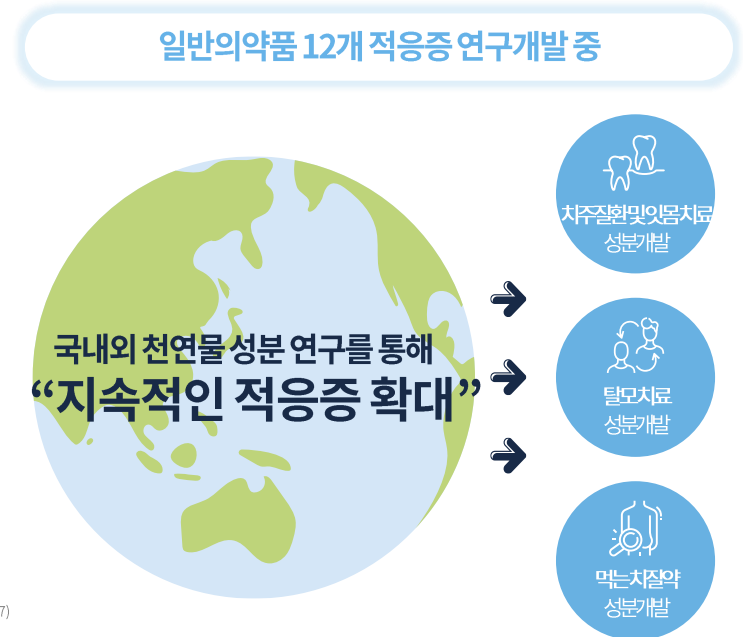 일반의약품 12개 적응증 연구개발 중
국내외 천연물 성분 연구를 통해
“지속적인 적응증 확대”
치주질환 및 잇몸 치료
성분개발
탈모 치료
성분개발
먹는 치질약
성분개발
7)